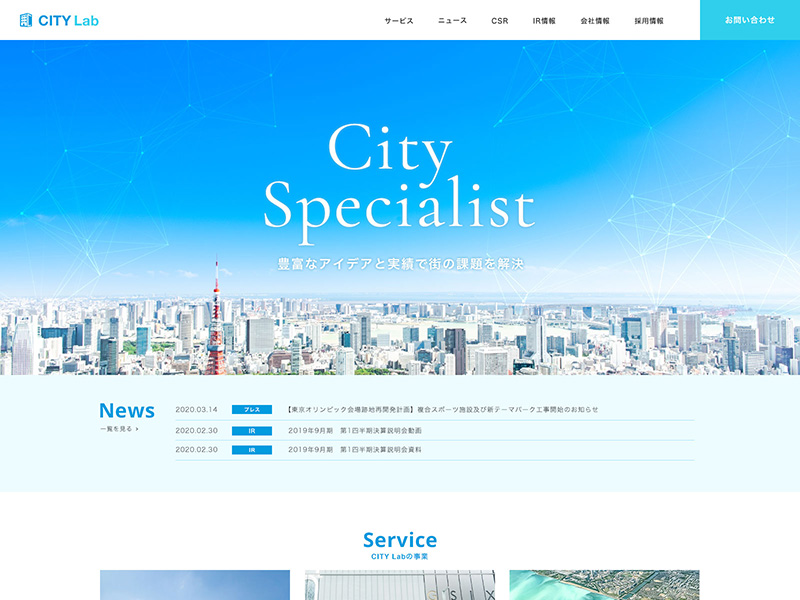 CITY Lab
サービス ニュース CSR IR情報 会社情報 採用情報 お問い合わせ
City
Specialist
豊富なアイデアと実績で街の課題を解決
News
一覧を見る
2020.03.14 プレス 【東京オリンピック会場跡地再開発計画】複合スポーツ施設及び新テーマパーク工事開始のお知らせ
2020.02.30 IR 2019年9月期 第1四半期決算説明会動画
2020.02.30 IR 2019年9月期 第1四半期決算説明会資料
Service
CITY Labの事業
SIX